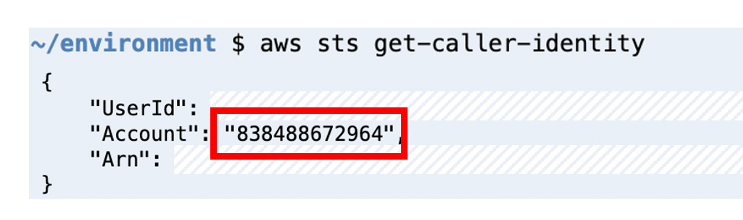 ~/environment $ aws sts get-caller-identity
{
"UserId":
"Account": "838488672964",
"Arn":
}